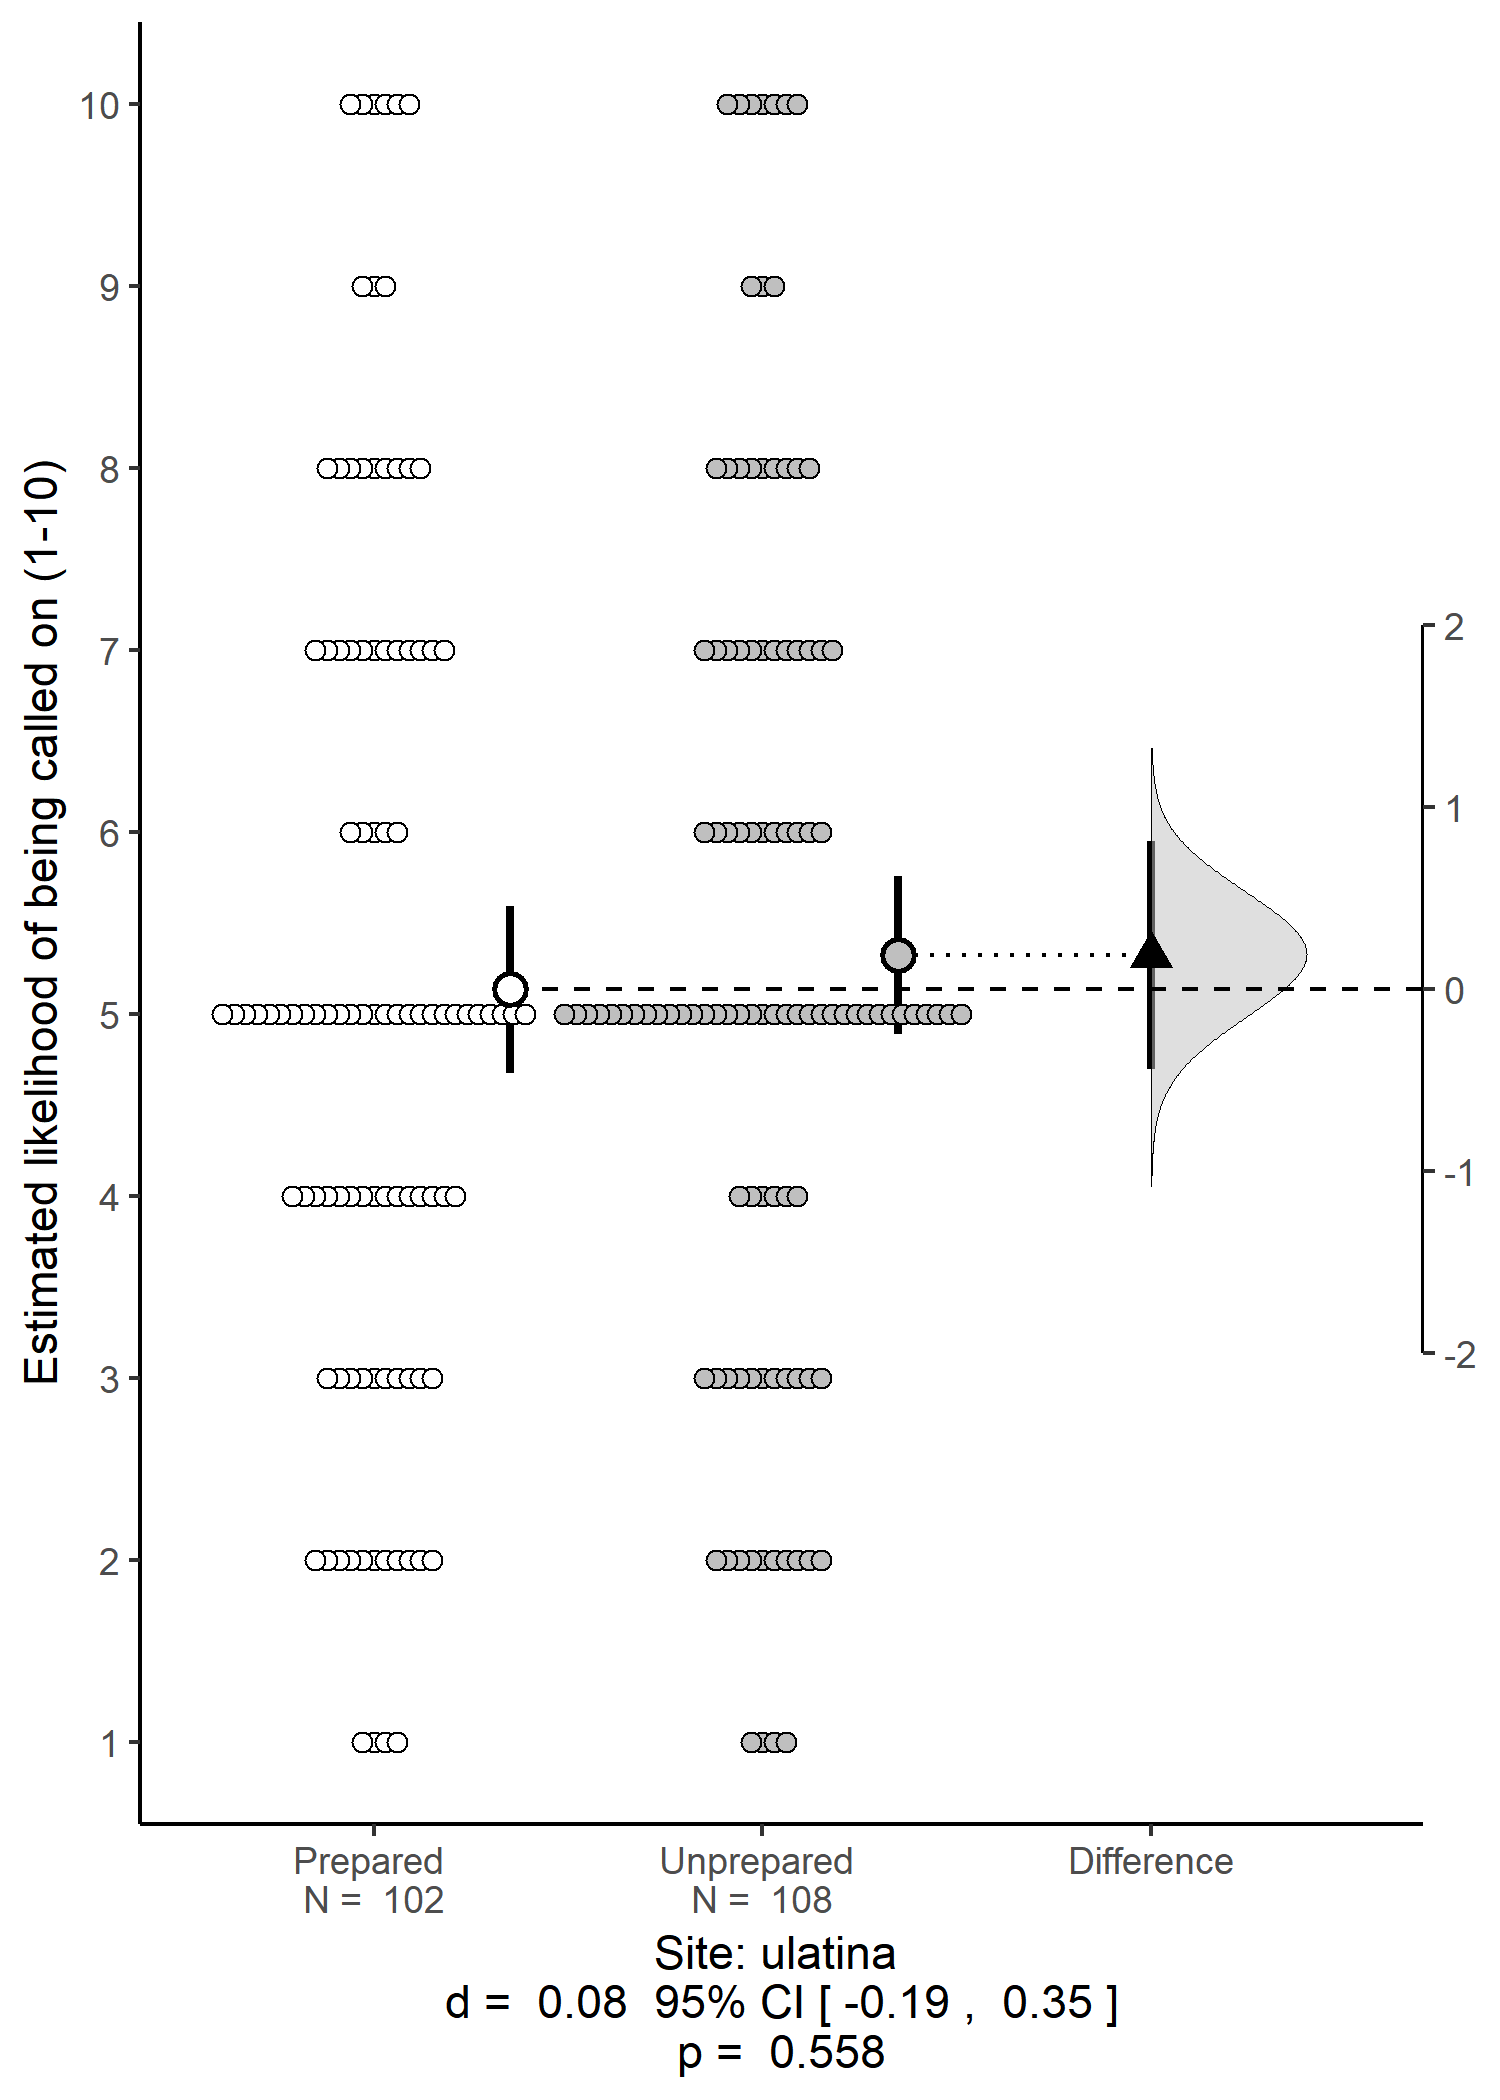 Estimated likelihood of being called on (1-10)
10
9
8
7
6
5
4
3
2
1
2
1
0
-1
-2
Prepared
N = 102
Unprepared
N = 108
Difference
Site: ulatina
d = 0.08 95% CI [ -0.19 , 0.35 ]
p = 0.558